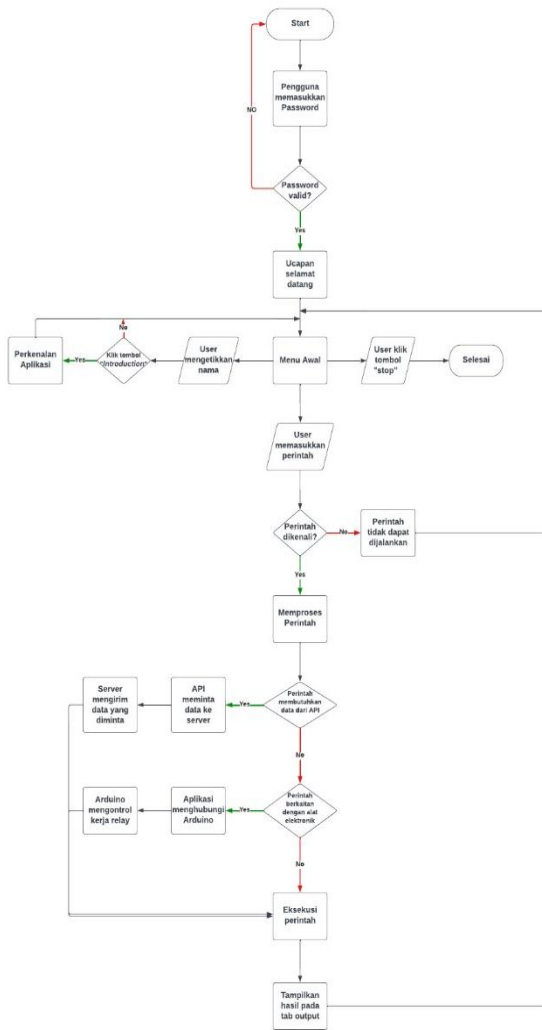 Start
Pengguna
memasukkan
Password
NO
Password
valid?
Yes
Ucapan
selamat
datang
No
Perkenalan
Aplikasi
Yes
Klik tombol
"Introduction"
User
mengetikkan
nama
Menu Awal
User klik
tombol
"stop"
Selesai
User
memasukkan
perintah
Perintah
dikenali?
No
Perintah
tidak dapat
dijalankan
Yes
Memproses
Perintah
Server
mengirim
data yang
diminta
API
meminta
data ke
server
Yes
Perintah
membutuhkan
data dari API
No
Arduino
mengontrol
kerja relay
Aplikasi
menghubungi
Arduino
Yes
Perintah
berkaitan
dengan alat
elektronik
No
Eksekusi
perintah
Tampilkan
hasil pada
tab output